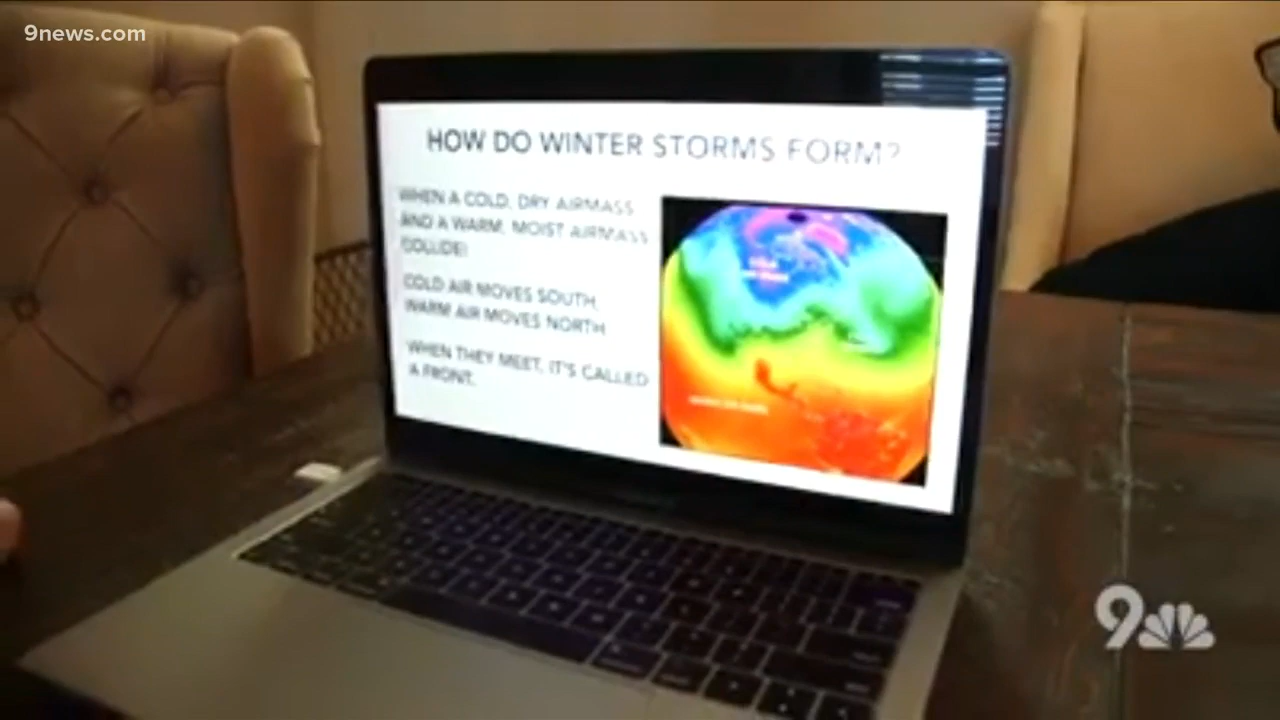 9news.com
HOW DO WINTER STORMS FORM?
WHEN A COLD, DRY AIRMASS
AND A WARM, MOIST AIRMASS
COLLIDE!
COLD AIR MOVES SOUTH,
WARM AIR MOVES NORTH
WHEN THEY MEET, IT'S CALLED
A FRONT.
9